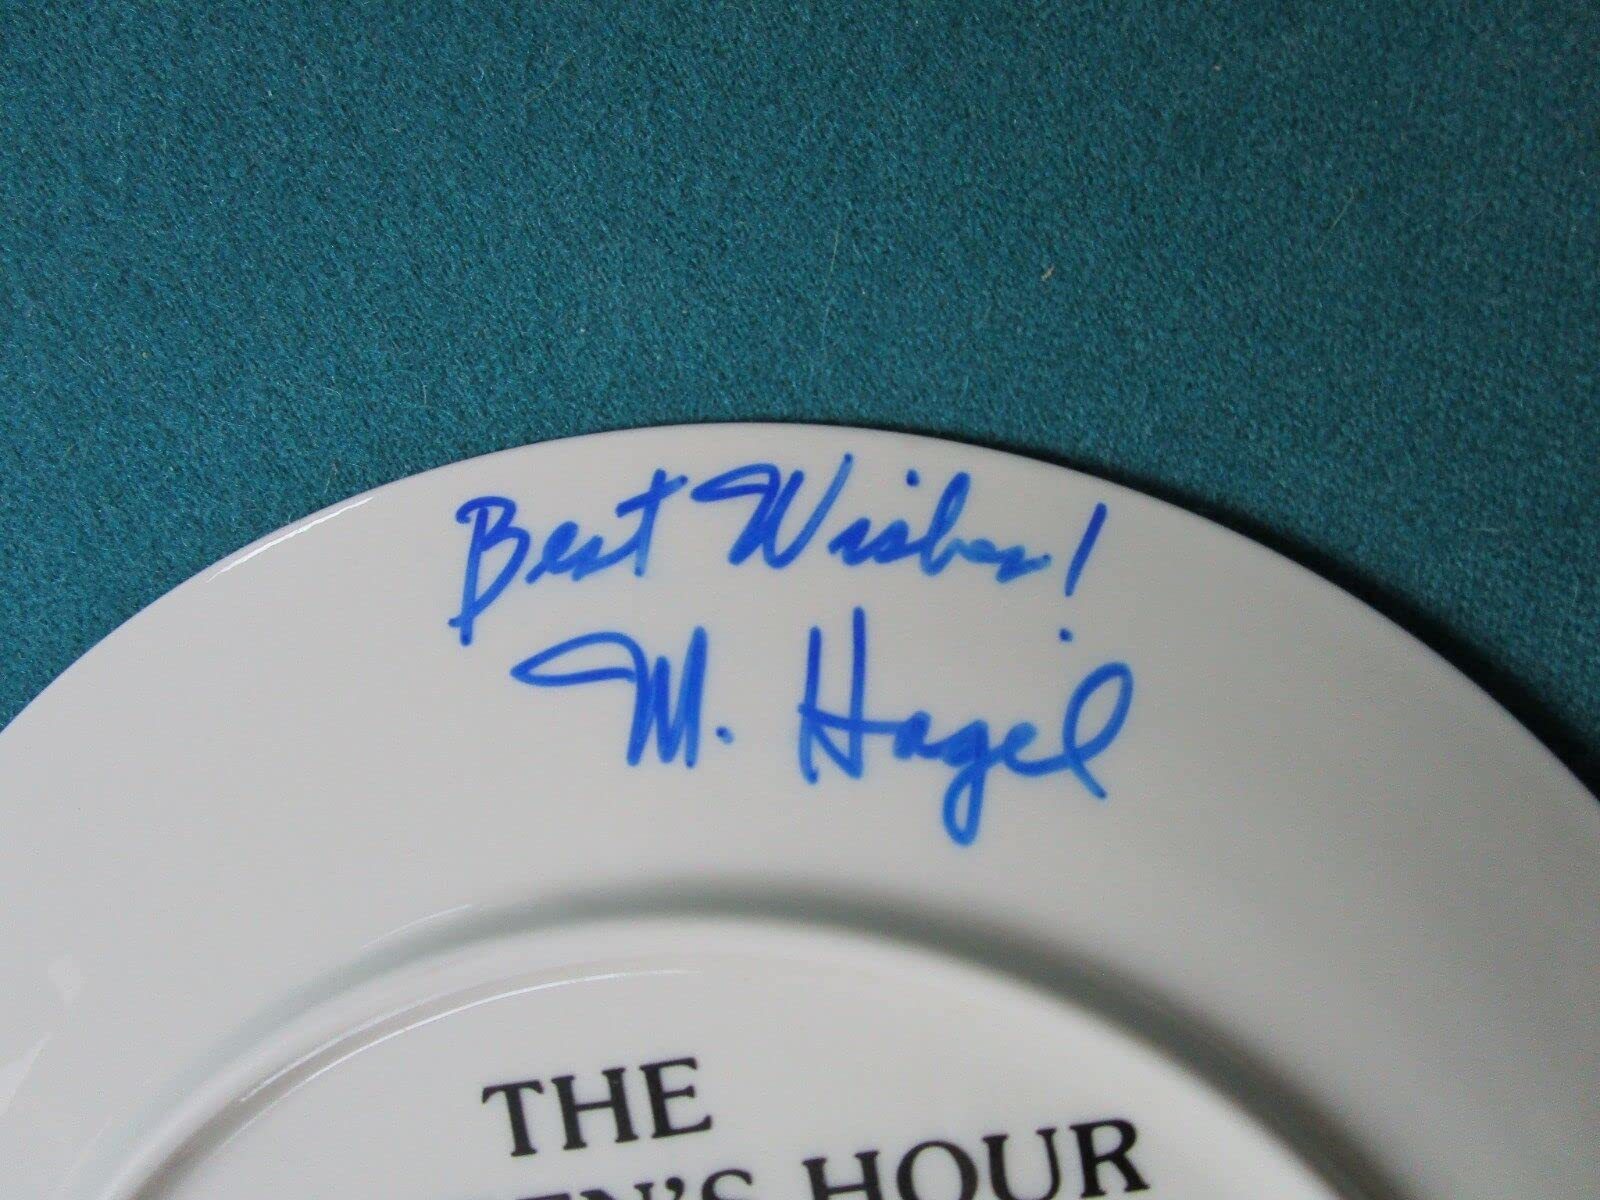 Best Wishes!
M. Hagel
THE
EN'S HOUR